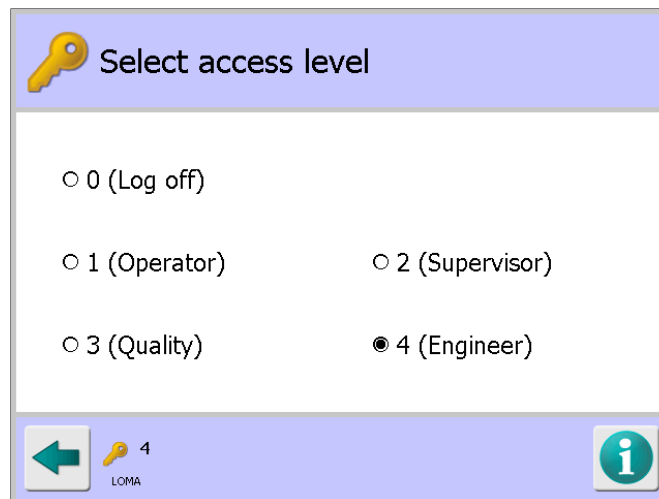 Select access level
0 (Log off)
1 (Operator) 2 (Supervisor)
3 (Quality) 4 (Engineer)
4
LOMA
i